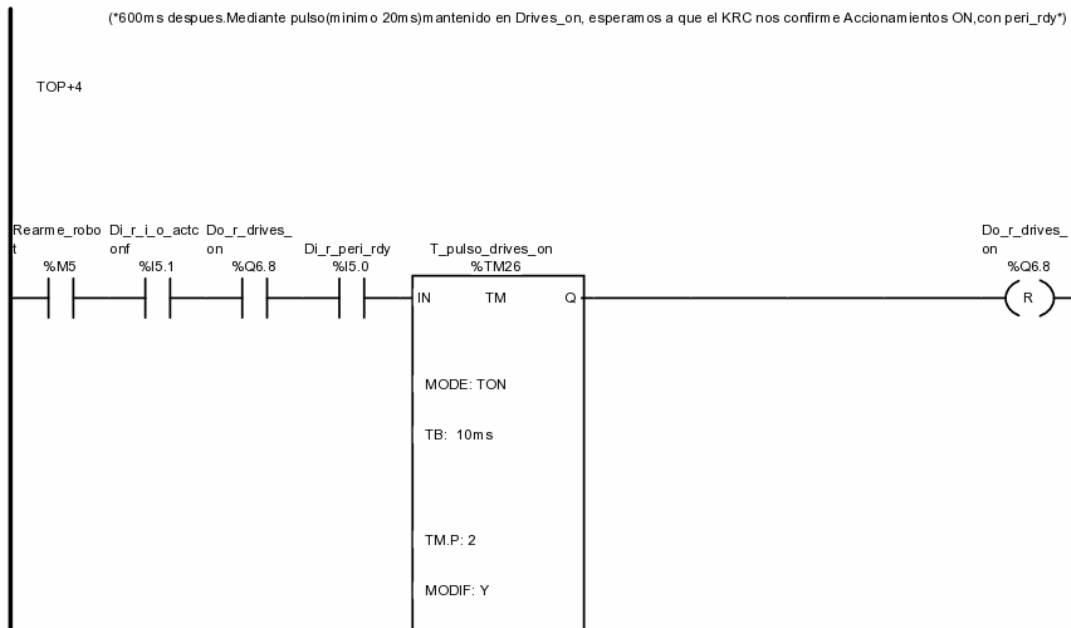 (*600ms despues.Mediante pulso(minimo 20ms)mantenido en Drives_on, esperamos a que el KRC nos confirme Accionamientos ON,con peri_rdy*)
TOP+4
Rearme_robo
t
%M5
Di_r_i_o_actc
onf
%I5.1
Do_r_drives_
on
%Q6.8
Di_r_peri_rdy
%I5.0
T_pulso_drives_on
%TM26
Do_r_drives_
on
%Q6.8
IN TM Q
R
MODE: TON
TB: 10ms
TM.P: 2
MODIF: Y